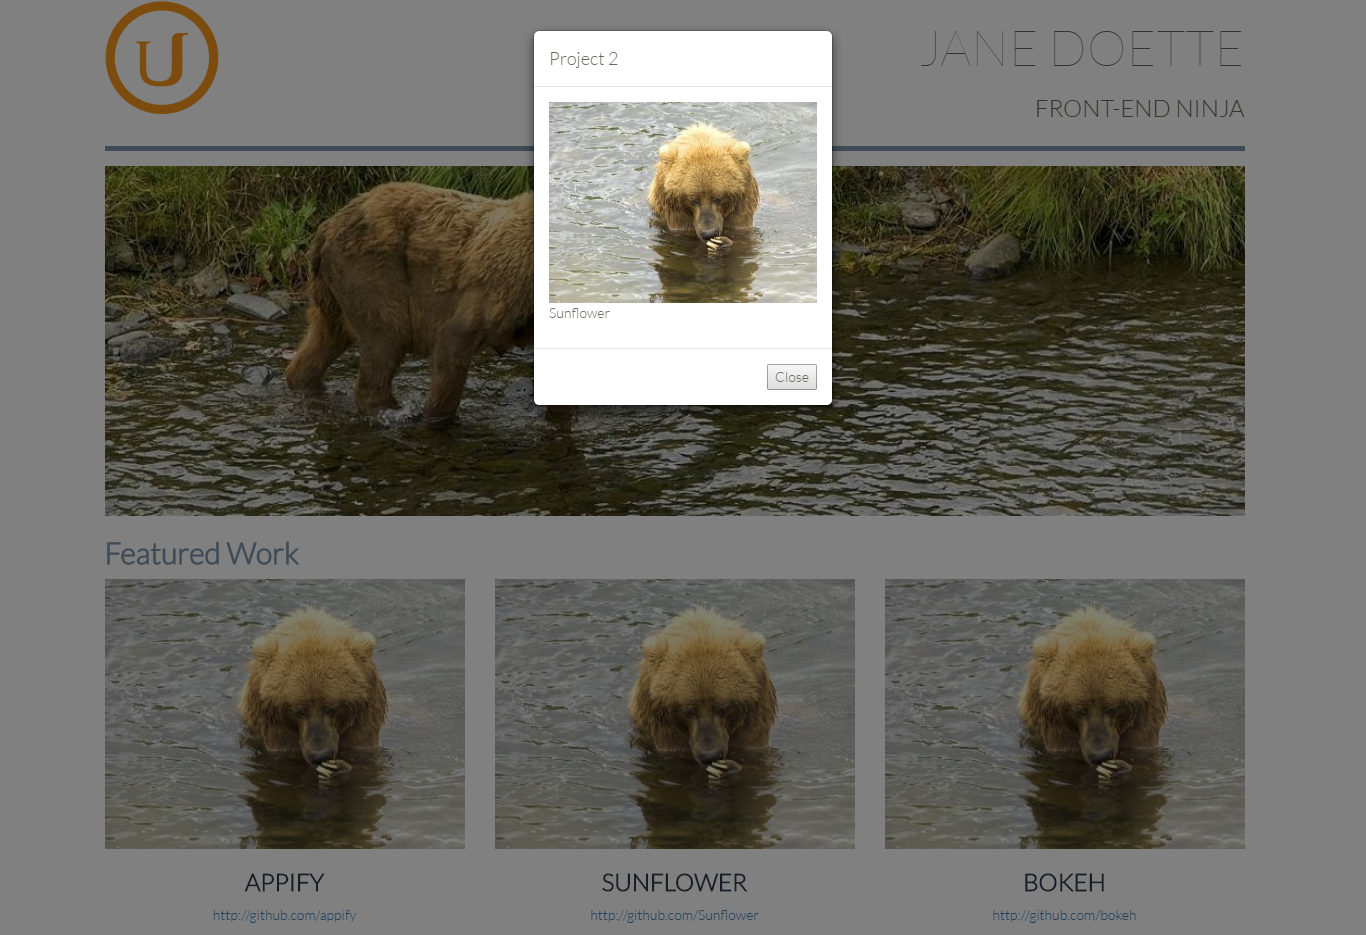 U
JANE DOETTE
FRONT-END NINJA
Project 2
Sunflower
Close
Featured Work
APPIFY
SUNFLOWER
BOKEH
http://github.com/appify
http://github.com/Sunflower
http://github.com/bokeh